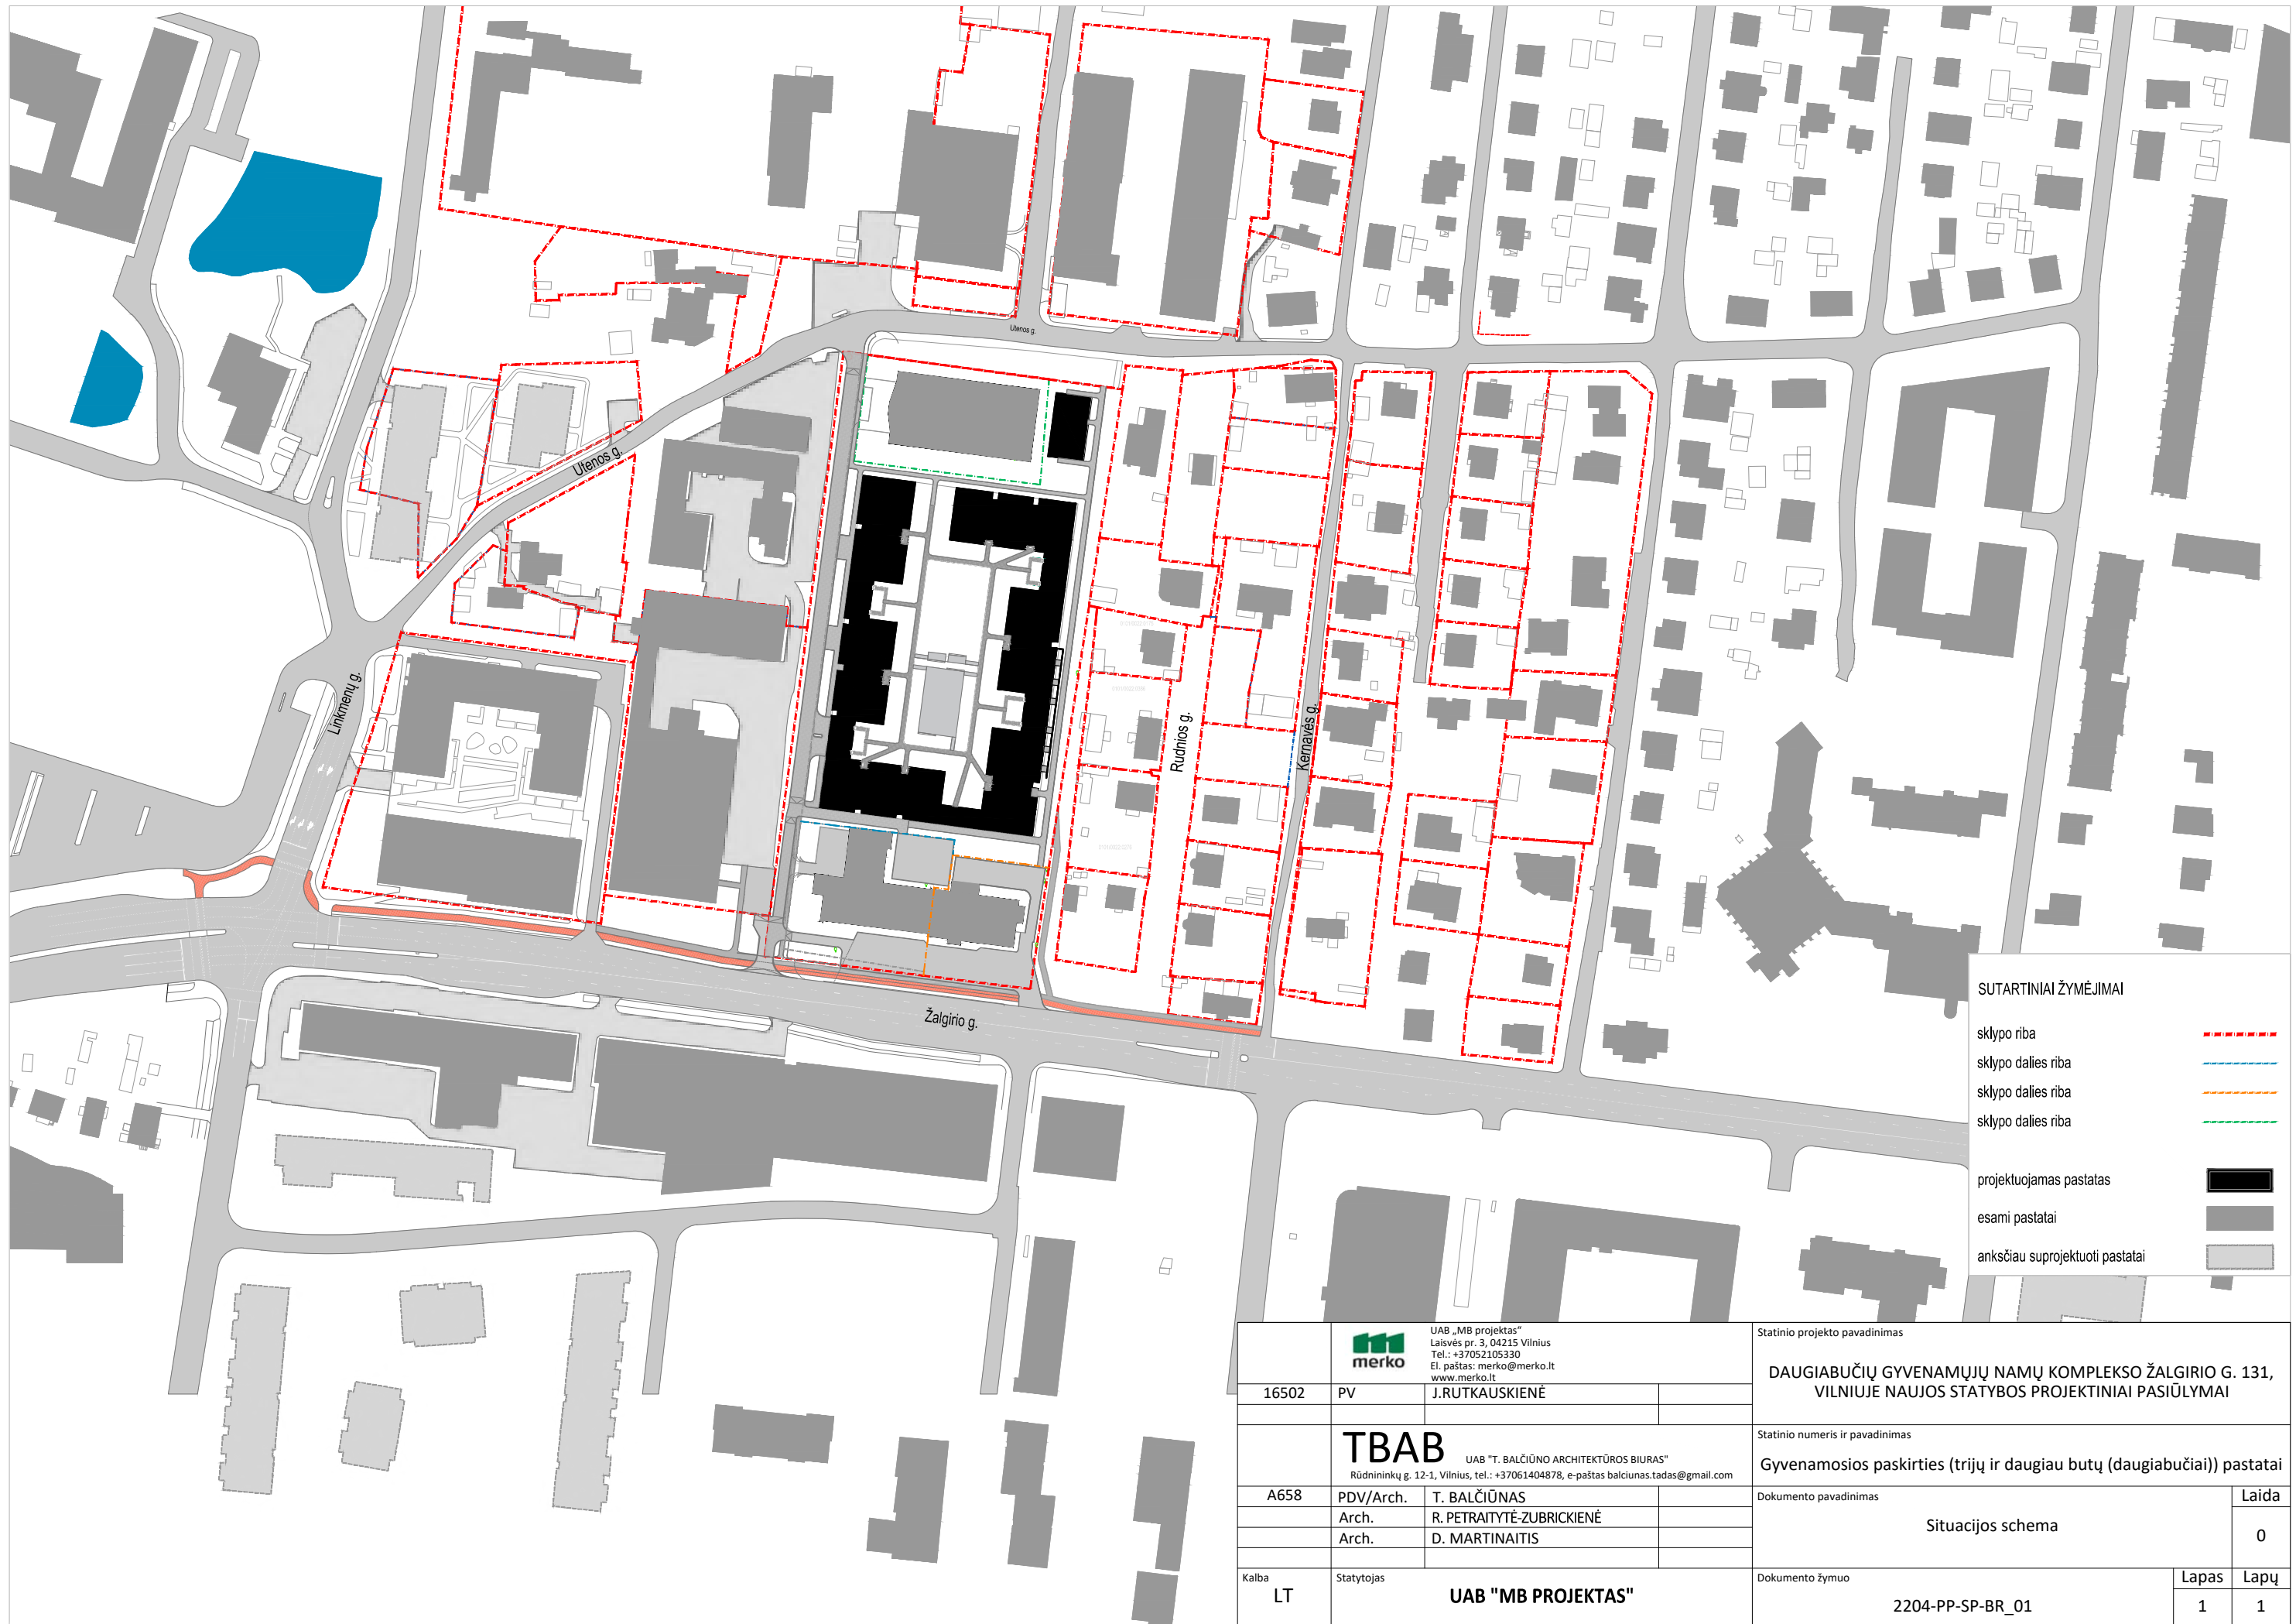 Utenos g.
Utenos g.
Linkmenų g.
Rudnios g.
Kernavės g.
Žalgirio g.
SUTARTINIAI ŽYMĖJIMAI
sklypo riba
sklypo dalies riba
sklypo dalies riba
sklypo dalies riba
projektuojamas pastatas
esami pastatai
anksčiau suprojektuoti pastatai
merko
UAB „MB projektas“
Laisvės pr. 3, 04215 Vilnius
Tel.: +37052105330
El. paštas: merko@merko.lt
www.merko.lt
16502 PV J.RUTKAUSKIENĖ
Statinio projekto pavadinimas
DAUGIABUČIŲ GYVENAMŲJŲ NAMŲ KOMPLEKSO ŽALGIRIO G. 131,
VILNIUJE NAUJOS STATYBOS PROJEKTINIAI PASIŪLYMAI
TBAB UAB "T. BALČIŪNO ARCHITEKTŪROS BIURAS"
Rūdnininkų g. 12-1, Vilnius, tel.: +37061404878, e-paštas balciunas.tadas@gmail.com
Statinio numeris ir pavadinimas
Gyvenamosios paskirties (trijų ir daugiau butų (daugiabučiai)) pastatai
A658 PDV/Arch. T. BALČIŪNAS
Arch. R. PETRAITYTĖ-ZUBRICKIENĖ
Arch. D. MARTINAITIS
Dokumento pavadinimas
Situacijos schema
Laida
0
Kalba
LT
Statytojas
UAB "MB PROJEKTAS"
Dokumento žymuo
2204-PP-SP-BR_01
Lapas Lapų
1 1